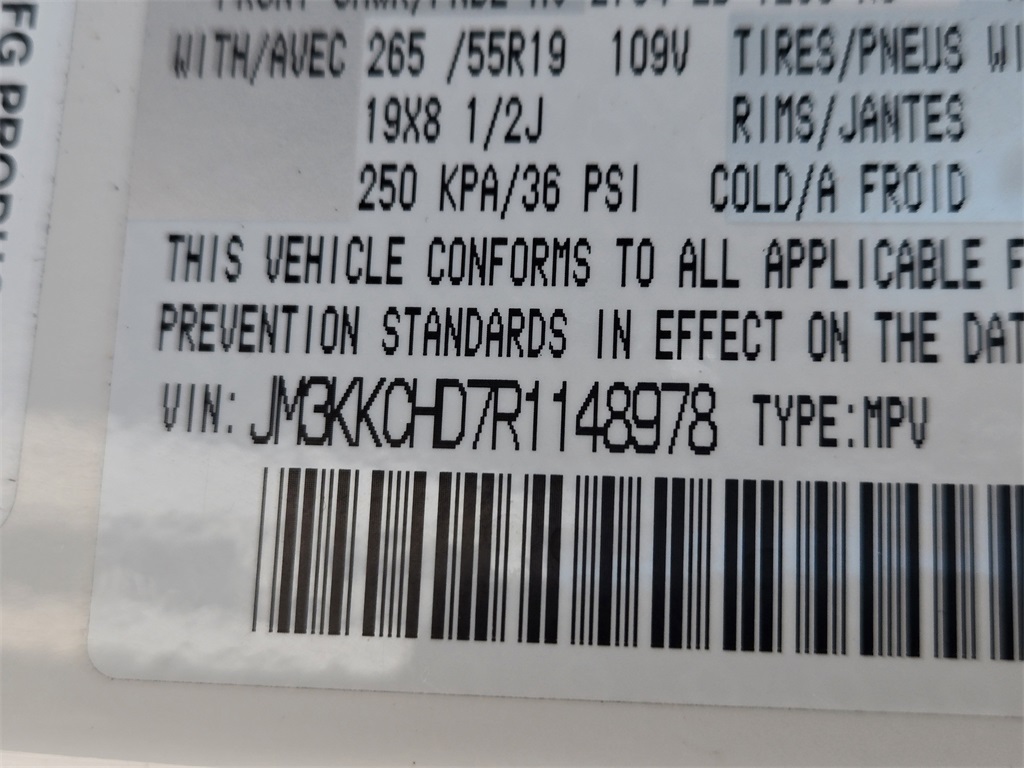 WITH/AVEC 265 /55R19 109V TIRES/PNEUS
19X8 1/2J RIMS/JANTES
250 KPA/36 PSI COLD/A FROID
THIS VEHICLE CONFORMS TO ALL APPLICABLE
PREVENTION STANDARDS IN EFFECT ON THE
VIN: JM3KKCHD7R1148978 TYPE:MPV